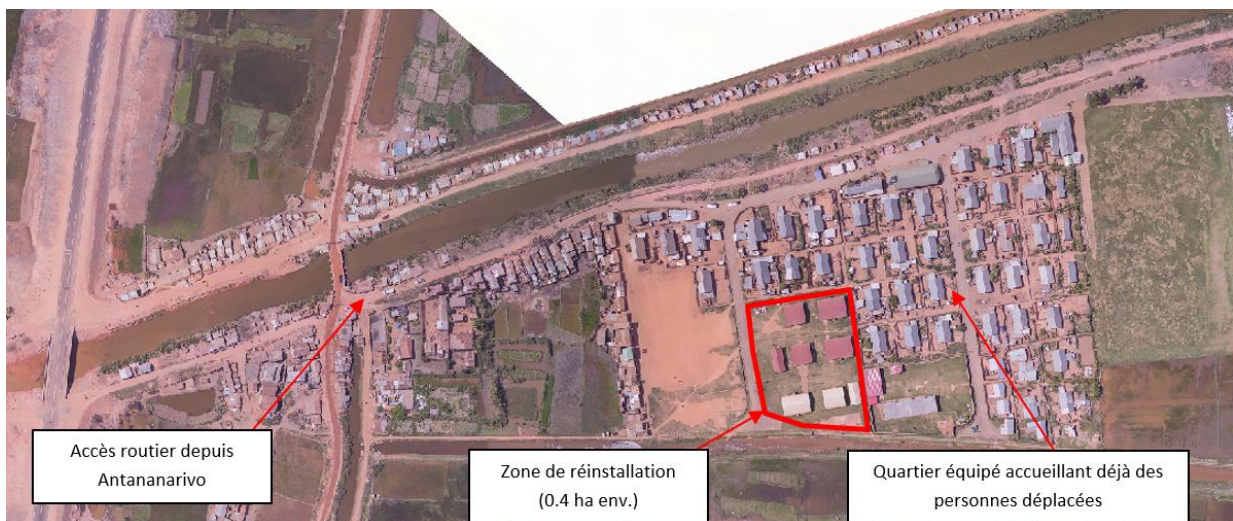 Accès routier depuis
Antananarivo
Zone de réinstallation
(0.4 ha env.)
Quartier équipé accueillant déjà des
personnes déplacées